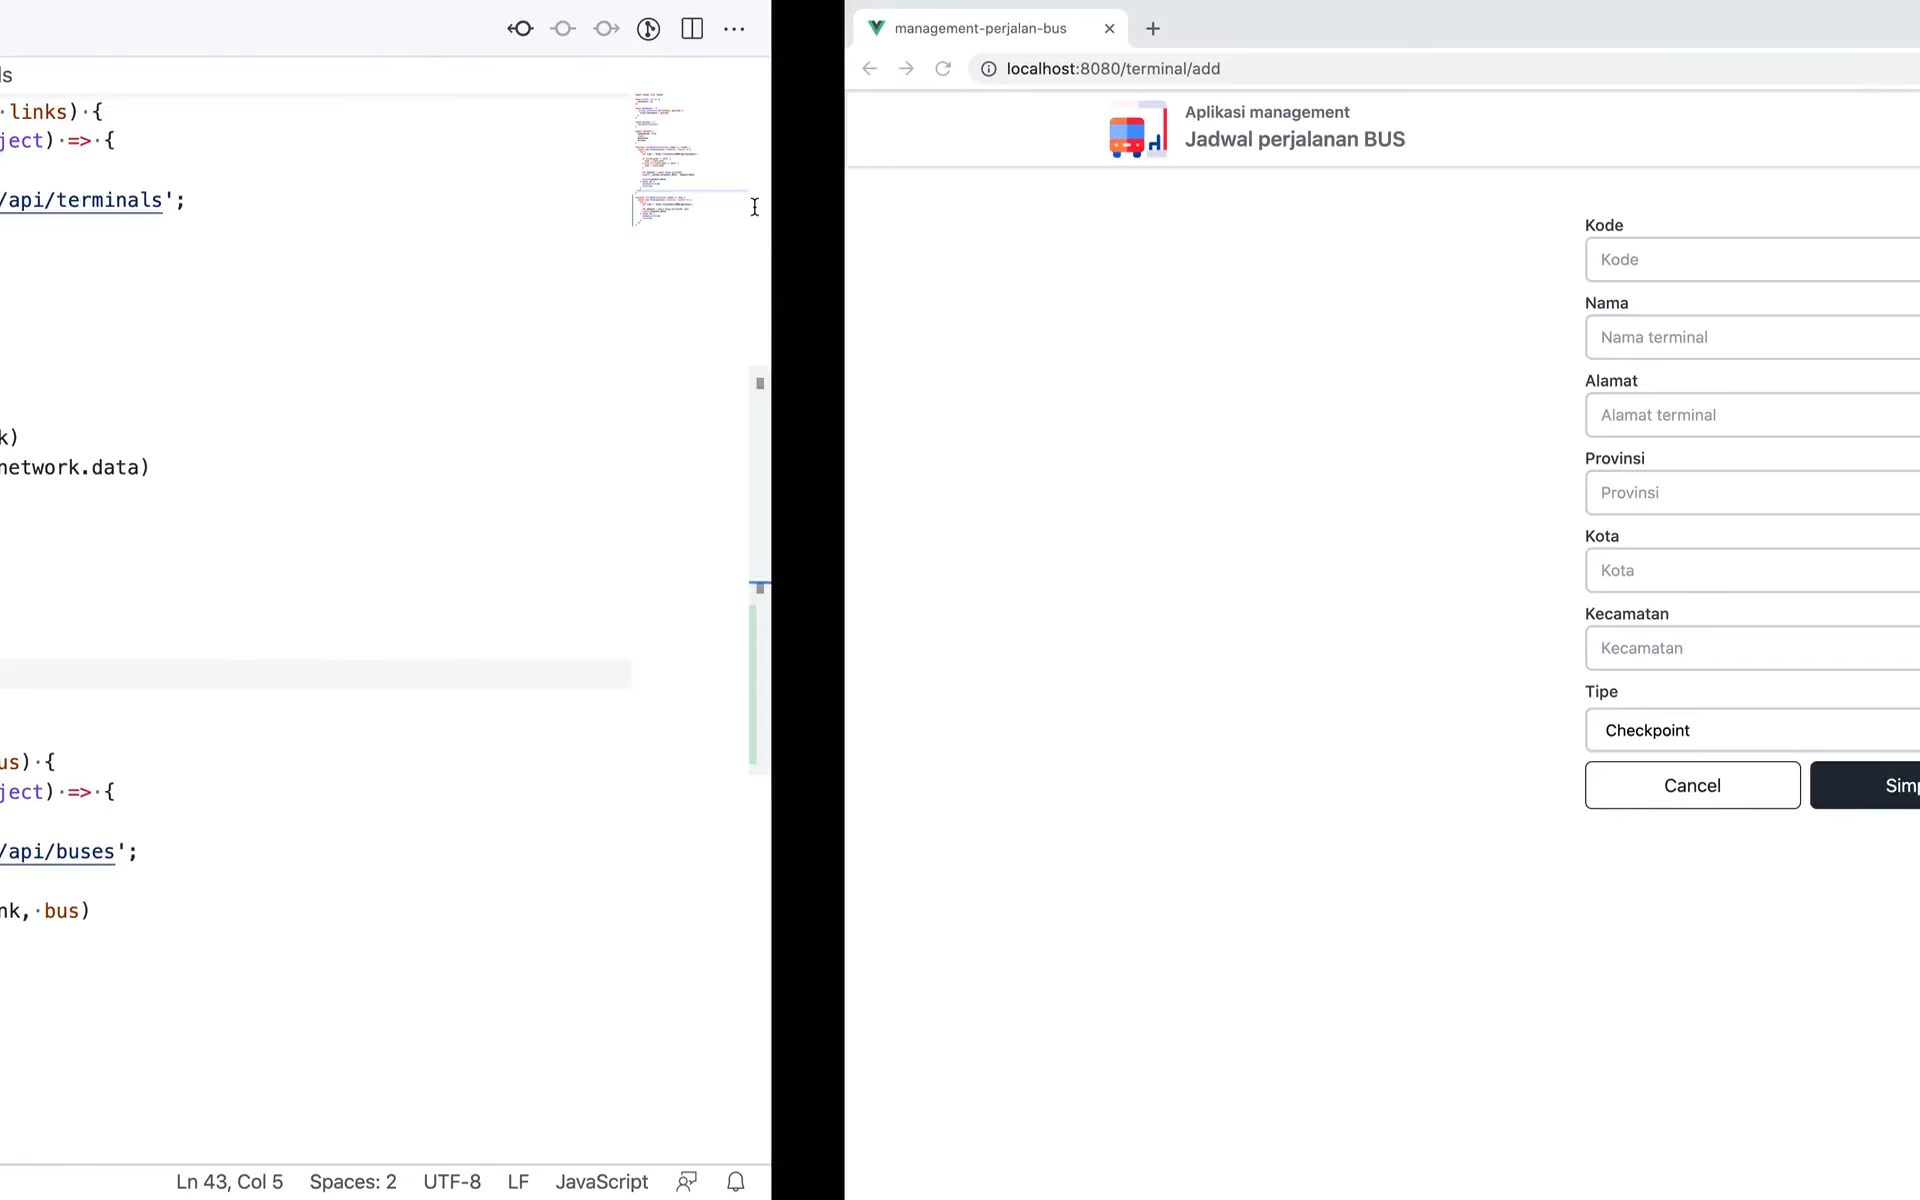 ls
links) {
ject) => {
/api/terminals';
k)
network.data)
us) {
ject) => {
/api/buses';
nk, bus)
Ln 43, Col 5
Spaces: 2
UTF-8
LF
JavaScript
management-perjalan-bus
localhost:8080/terminal/add
Aplikasi management
Jadwal perjalanan BUS
Kode
Kode
Nama
Nama terminal
Alamat
Alamat terminal
Provinsi
Provinsi
Kota
Kota
Kecamatan
Kecamatan
Tipe
Checkpoint
Cancel
Simp